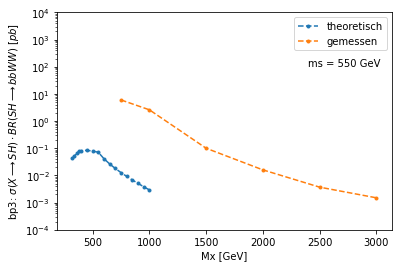 bp3: σ(X ⟶ SH) · BR(SH ⟶ bbWW) [pb]
10⁴
10³
10²
10¹
10⁰
10⁻¹
10⁻²
10⁻³
10⁻⁴
theoretisch
gemessen
ms = 550 GeV
500 1000 1500 2000 2500 3000
Mx [GeV]